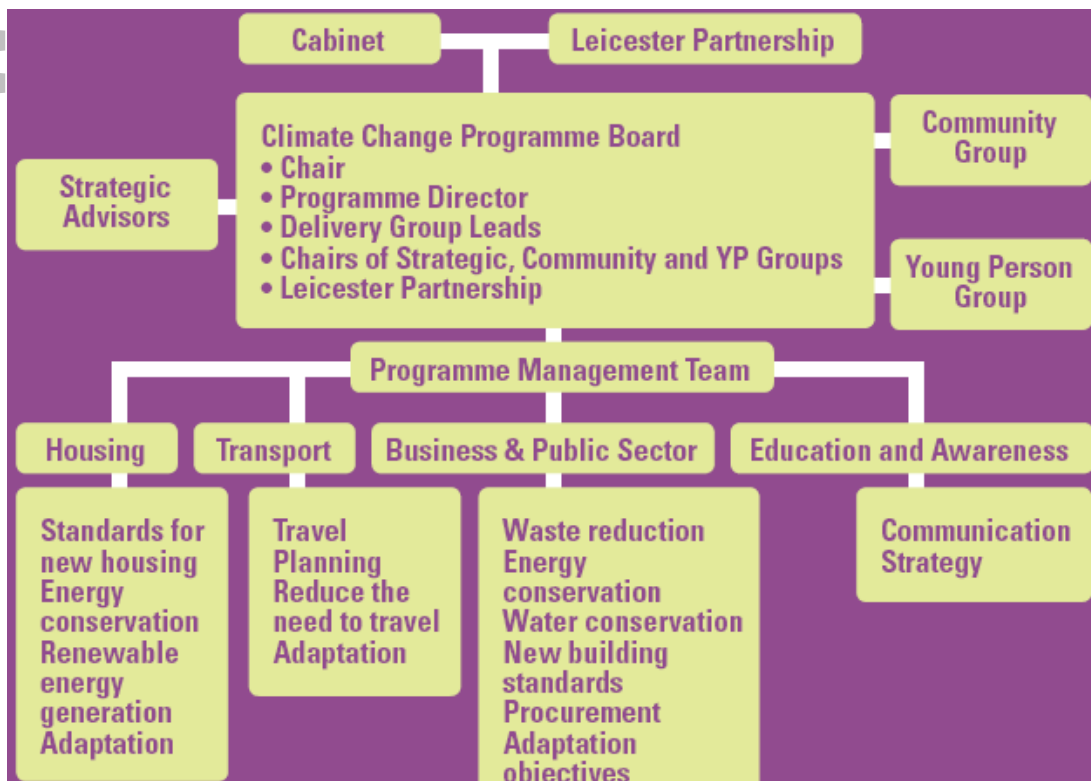 Cabinet
Leicester Partnership
Climate Change Programme Board
• Chair
• Programme Director
• Delivery Group Leads
• Chairs of Strategic, Community and YP Groups
• Leicester Partnership
Strategic
Advisors
Community
Group
Young Person
Group
Programme Management Team
Housing
Transport
Business & Public Sector
Education and Awareness
Standards for
new housing
Energy
conservation
Renewable
energy
generation
Adaptation
Travel
Planning
Reduce the
need to travel
Adaptation
Waste reduction
Energy
conservation
Water conservation
New building
standards
Procurement
Adaptation
objectives
Communication
Strategy